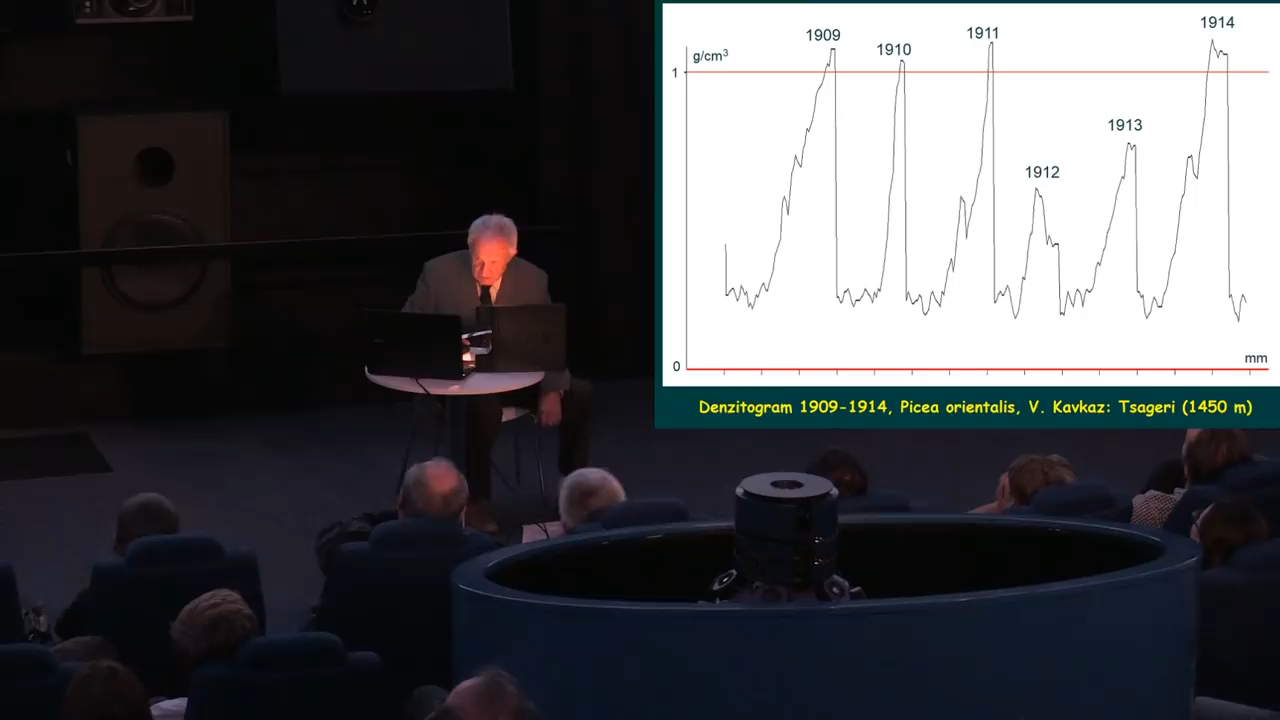 1914
1911
1909
1910
g/cm³
1
1913
1912
mm
0
Denzitogram 1909-1914, Picea orientalis, V. Kavkaz: Tsageri (1450 m)